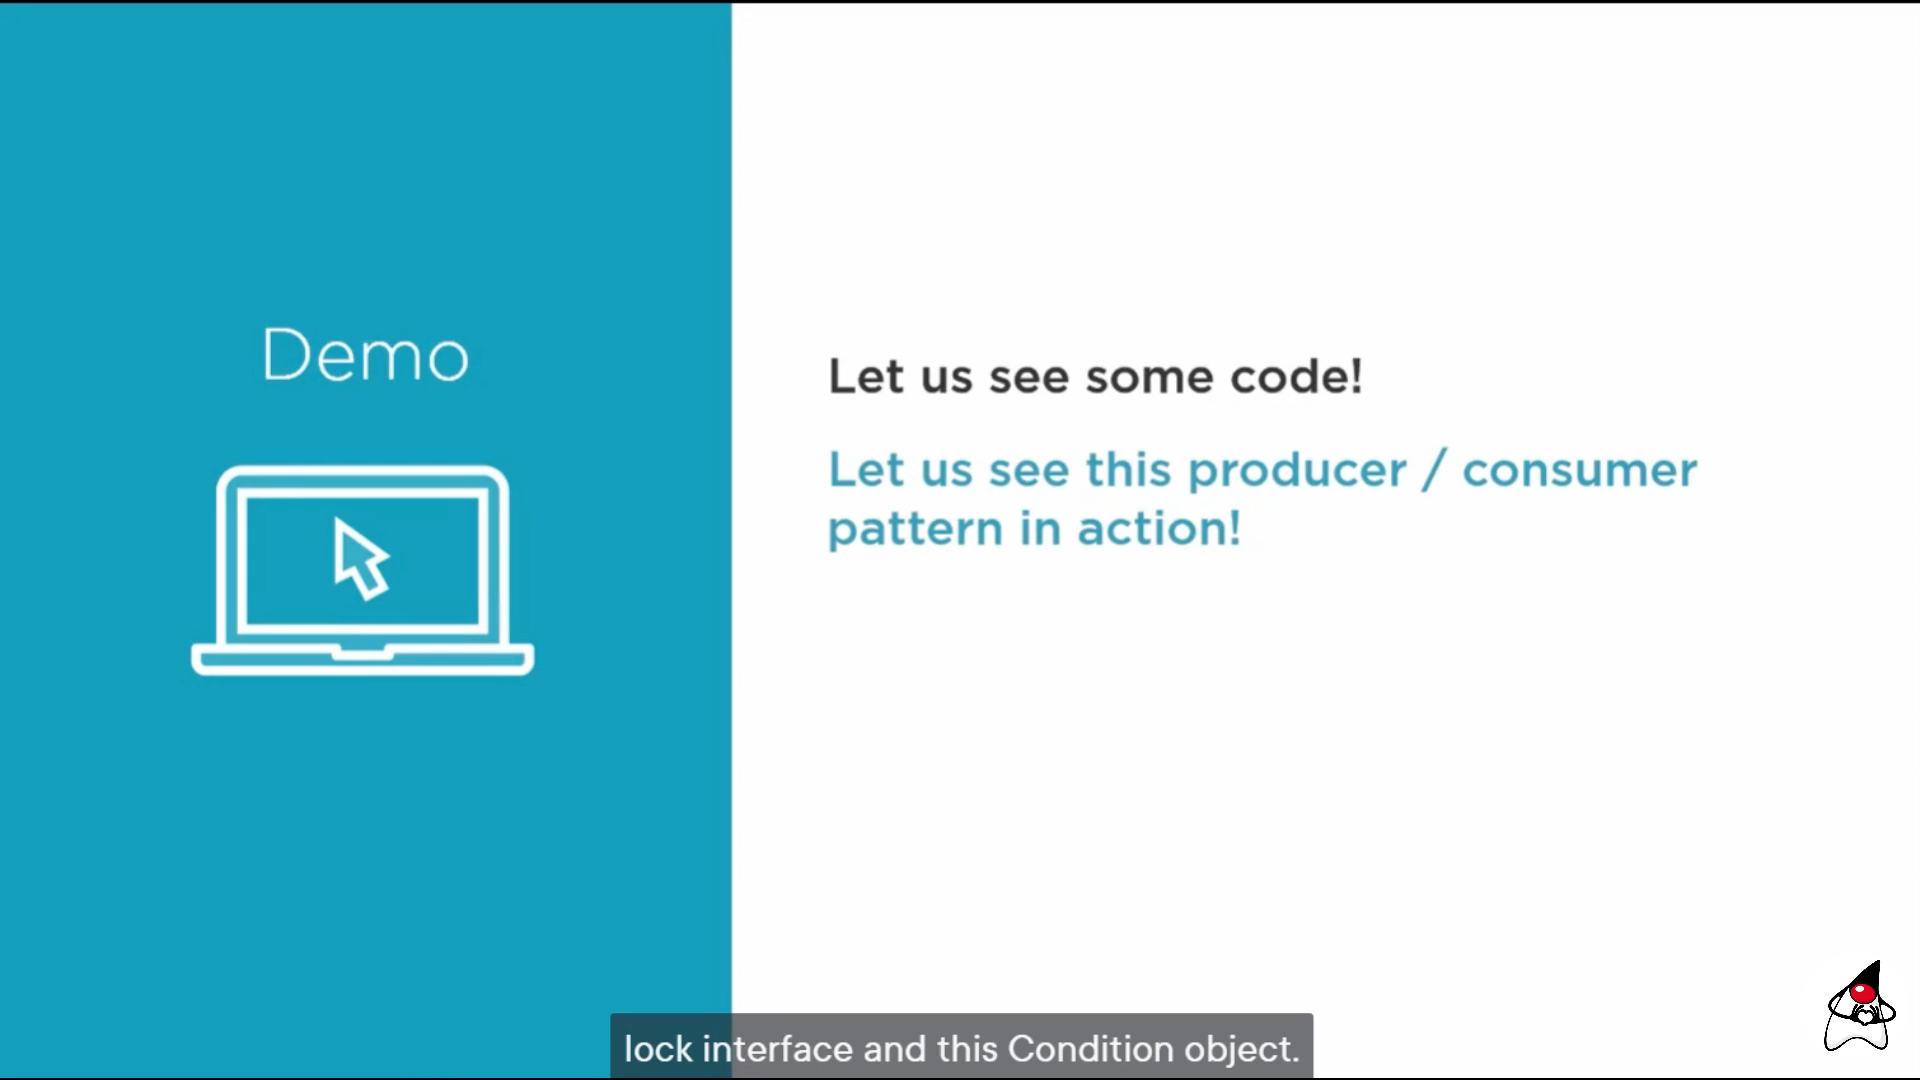 Demo
Let us see some code!
Let us see this producer / consumer
pattern in action!
lock interface and this Condition object.